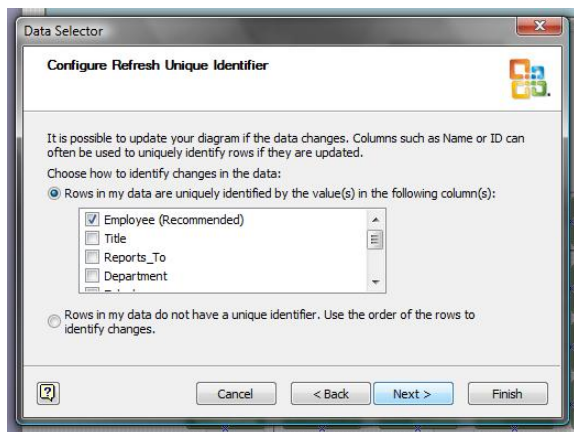 Data Selector
Configure Refresh Unique Identifier
It is possible to update your diagram if the data changes. Columns such as Name or ID can
often be used to uniquely identify rows if they are updated.
Choose how to identify changes in the data:
Rows in my data are uniquely identified by the value(s) in the following column(s):
Employee (Recommended)
Title
Reports_To
Department
Rows in my data do not have a unique identifier. Use the order of the rows to
identify changes.
Cancel
< Back
Next >
Finish